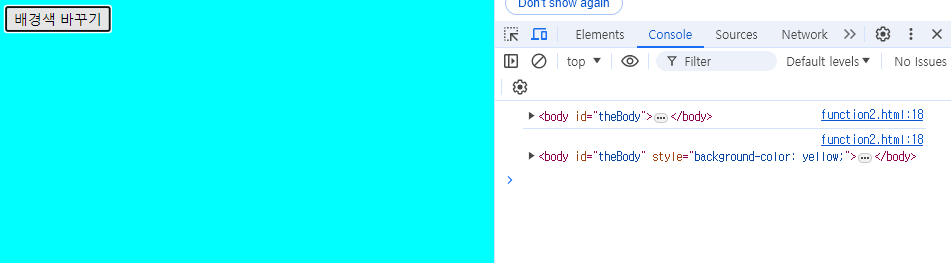 배경색 바꾸기
Don't show again
Elements Console Sources Network
top Filter Default levels No Issues
<body id="theBody"> ⋯ </body> function2.html:18
function2.html:18
<body id="theBody" style="background-color: yellow;"> ⋯ </body>